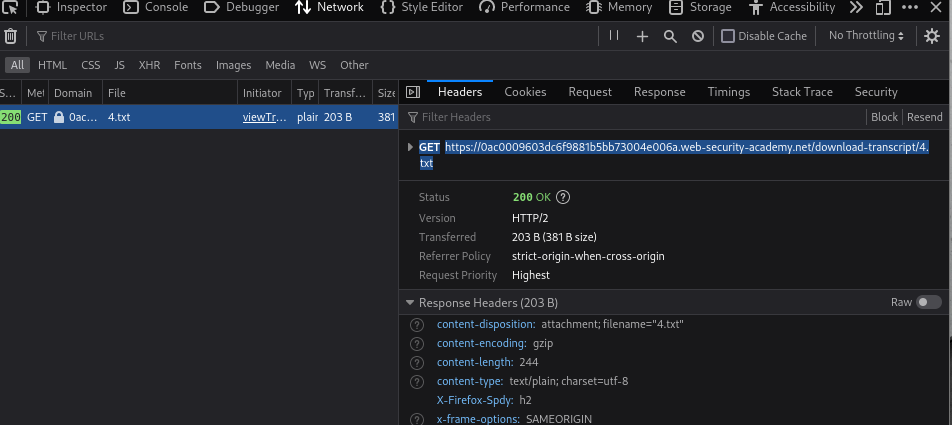 Inspector Console Debugger Network Style Editor Performance Memory Storage Accessibility
Filter URLs Disable Cache No Throttling
All HTML CSS JS XHR Fonts Images Media WS Other
S... Me Domain File Initiator Typ Transf... Size
Headers Cookies Request Response Timings Stack Trace Security
200 GET 0ac... 4.txt viewTr... plain 203 B 381
Filter Headers Block Resend
GET https://0ac0009603dc6f9881b5bb73004e006a.web-security-academy.net/download-transcript/4.
txt
Status 200 OK ?
Version HTTP/2
Transferred 203 B (381 B size)
Referrer Policy strict-origin-when-cross-origin
Request Priority Highest
Response Headers (203 B) Raw
? content-disposition: attachment; filename="4.txt"
? content-encoding: gzip
? content-length: 244
? content-type: text/plain; charset=utf-8
X-Firefox-Spdy: h2
? x-frame-options: SAMEORIGIN